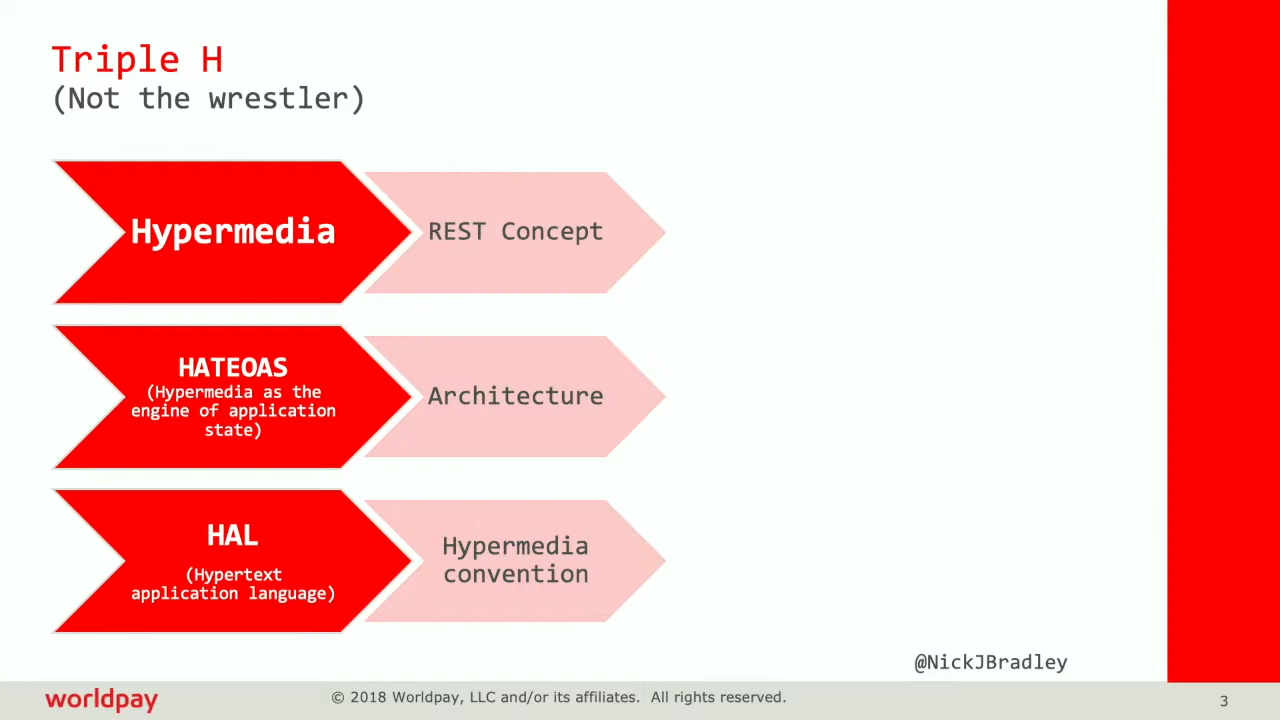 Triple H
(Not the wrestler)
Hypermedia
REST Concept
HATEOAS
(Hypermedia as the
engine of application
state)
Architecture
HAL
(Hypertext
application language)
Hypermedia
convention
@NickJBradley
worldpay
© 2018 Worldpay, LLC and/or its affiliates. All rights reserved.
3